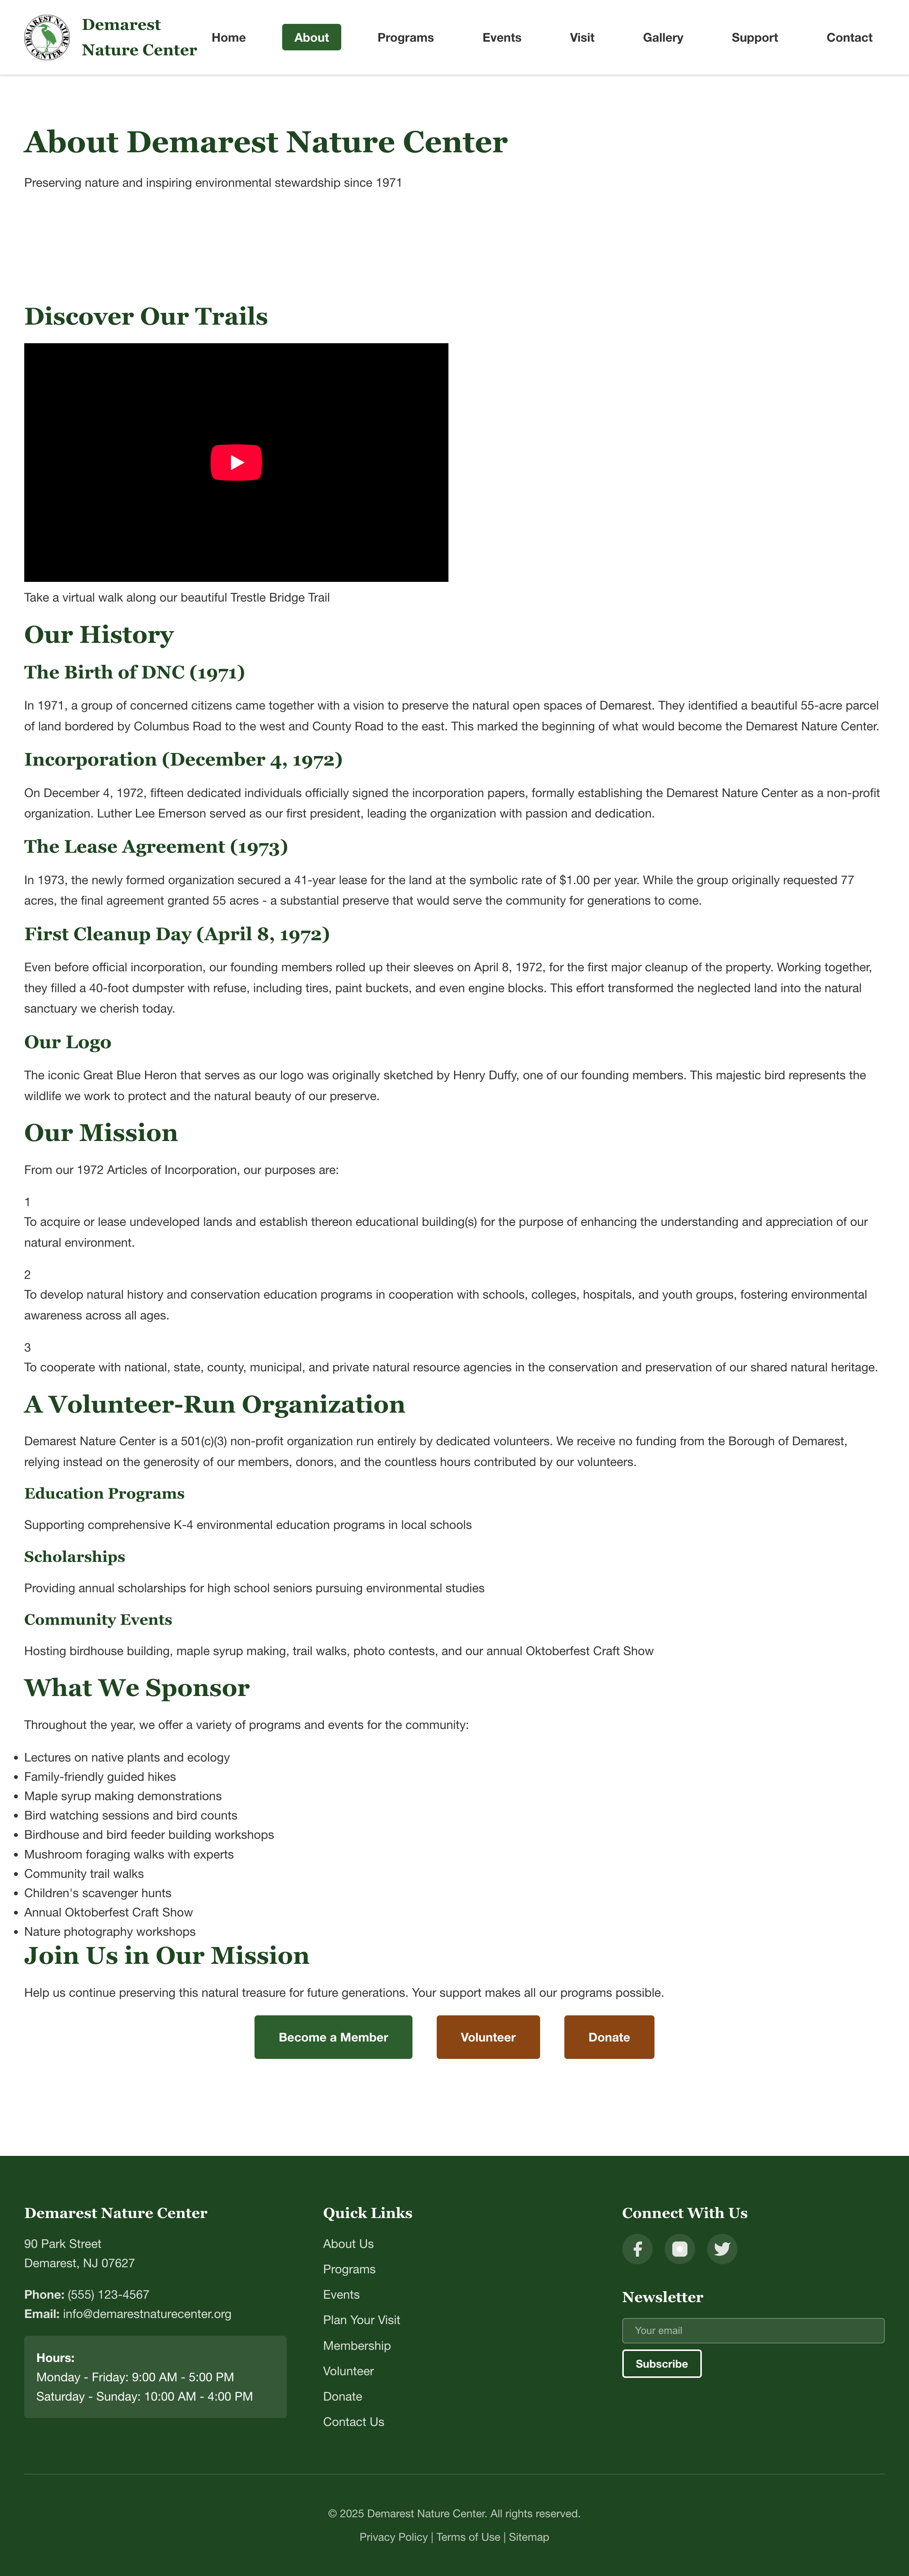 DEMAREST NATURE CENTER
Demarest
Nature Center
Home
About
Programs
Events
Visit
Gallery
Support
Contact
About Demarest Nature Center
Preserving nature and inspiring environmental stewardship since 1971
Discover Our Trails
Take a virtual walk along our beautiful Trestle Bridge Trail
Our History
The Birth of DNC (1971)
In 1971, a group of concerned citizens came together with a vision to preserve the natural open spaces of Demarest. They identified a beautiful 55-acre parcel
of land bordered by Columbus Road to the west and County Road to the east. This marked the beginning of what would become the Demarest Nature Center.
Incorporation (December 4, 1972)
On December 4, 1972, fifteen dedicated individuals officially signed the incorporation papers, formally establishing the Demarest Nature Center as a non-profit
organization. Luther Lee Emerson served as our first president, leading the organization with passion and dedication.
The Lease Agreement (1973)
In 1973, the newly formed organization secured a 41-year lease for the land at the symbolic rate of $1.00 per year. While the group originally requested 77
acres, the final agreement granted 55 acres - a substantial preserve that would serve the community for generations to come.
First Cleanup Day (April 8, 1972)
Even before official incorporation, our founding members rolled up their sleeves on April 8, 1972, for the first major cleanup of the property. Working together,
they filled a 40-foot dumpster with refuse, including tires, paint buckets, and even engine blocks. This effort transformed the neglected land into the natural
sanctuary we cherish today.
Our Logo
The iconic Great Blue Heron that serves as our logo was originally sketched by Henry Duffy, one of our founding members. This majestic bird represents the
wildlife we work to protect and the natural beauty of our preserve.
Our Mission
From our 1972 Articles of Incorporation, our purposes are:
1
To acquire or lease undeveloped lands and establish thereon educational building(s) for the purpose of enhancing the understanding and appreciation of our
natural environment.
2
To develop natural history and conservation education programs in cooperation with schools, colleges, hospitals, and youth groups, fostering environmental
awareness across all ages.
3
To cooperate with national, state, county, municipal, and private natural resource agencies in the conservation and preservation of our shared natural heritage.
A Volunteer-Run Organization
Demarest Nature Center is a 501(c)(3) non-profit organization run entirely by dedicated volunteers. We receive no funding from the Borough of Demarest,
relying instead on the generosity of our members, donors, and the countless hours contributed by our volunteers.
Education Programs
Supporting comprehensive K-4 environmental education programs in local schools
Scholarships
Providing annual scholarships for high school seniors pursuing environmental studies
Community Events
Hosting birdhouse building, maple syrup making, trail walks, photo contests, and our annual Oktoberfest Craft Show
What We Sponsor
Throughout the year, we offer a variety of programs and events for the community:
• Lectures on native plants and ecology
• Family-friendly guided hikes
• Maple syrup making demonstrations
• Bird watching sessions and bird counts
• Birdhouse and bird feeder building workshops
• Mushroom foraging walks with experts
• Community trail walks
• Children's scavenger hunts
• Annual Oktoberfest Craft Show
• Nature photography workshops
Join Us in Our Mission
Help us continue preserving this natural treasure for future generations. Your support makes all our programs possible.
Become a Member
Volunteer
Donate
Demarest Nature Center
90 Park Street
Demarest, NJ 07627
Phone: (555) 123-4567
Email: info@demarestnaturecenter.org
Hours:
Monday - Friday: 9:00 AM - 5:00 PM
Saturday - Sunday: 10:00 AM - 4:00 PM
Quick Links
About Us
Programs
Events
Plan Your Visit
Membership
Volunteer
Donate
Contact Us
Connect With Us
Newsletter
Your email
Subscribe
© 2025 Demarest Nature Center. All rights reserved.
Privacy Policy | Terms of Use | Sitemap